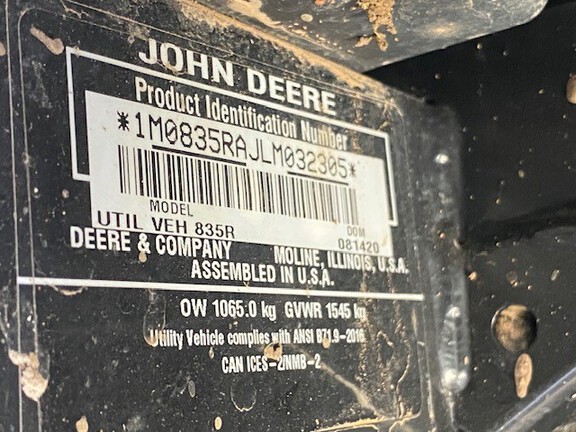 JOHN DEERE
Product Identification Number
*1M0835RAJLM032305*
MODEL
DOM
UTIL VEH 835R
081420
DEERE & COMPANY MOLINE, ILLINOIS, U.S.A.
ASSEMBLED IN U.S.A.
OW 1065.0 kg GVWR 1545 kg
Utility Vehicle complies with ANSI B71.9-2016
CAN ICES-2/NMB-2